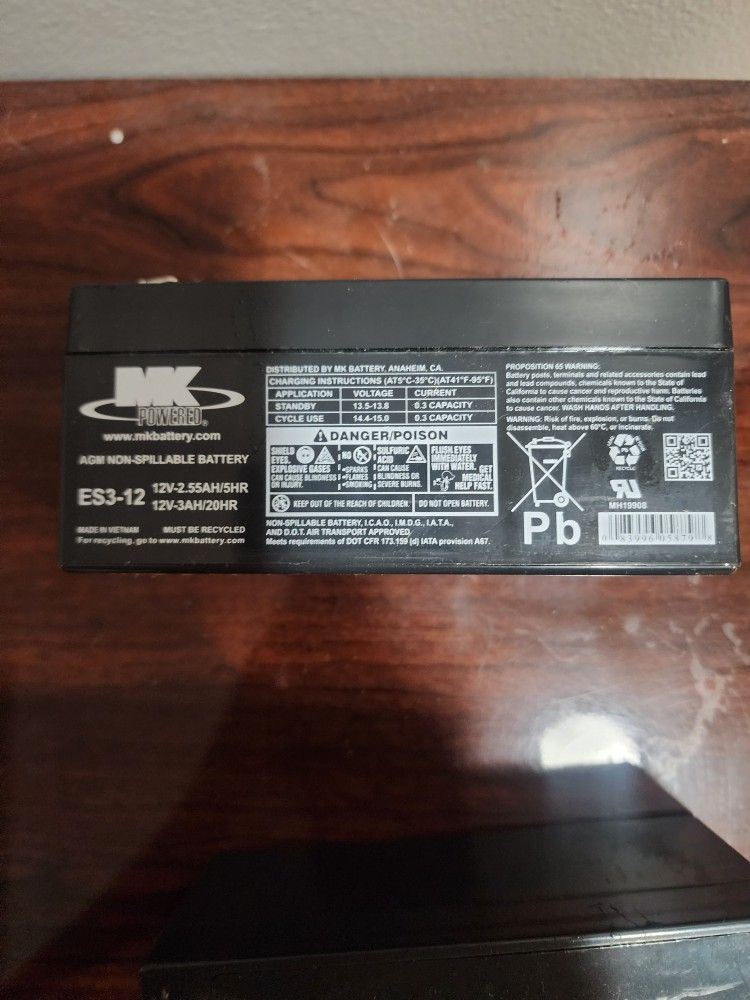 MK
POWERED®
www.mkbattery.com
AGM NON-SPILLABLE BATTERY
ES3-12
12V-2.55AH/5HR
12V-3AH/20HR
MADE IN VIETNAM MUST BE RECYCLED
For recycling, go to www.mkbattery.com
DISTRIBUTED BY MK BATTERY, ANAHEIM, CA.
CHARGING INSTRUCTIONS (AT5°C-35°C)(AT41°F-95°F)
APPLICATION VOLTAGE CURRENT
STANDBY 13.5-13.8 0.3 CAPACITY
CYCLE USE 14.4-15.0 0.3 CAPACITY
DANGER/POISON
SHIELD EYES.
EXPLOSIVE GASES
CAN CAUSE BLINDNESS
OR INJURY.
NO
•SPARKS
•FLAMES
•SMOKING
SULFURIC
ACID
CAN CAUSE
BLINDNESS OR
SEVERE BURNS.
FLUSH EYES
IMMEDIATELY
WITH WATER.
GET
MEDICAL
HELP FAST.
KEEP OUT OF THE REACH OF CHILDREN.
DO NOT OPEN BATTERY.
NON-SPILLABLE BATTERY, I.C.A.O, I.M.D.G, I.A.T.A,
AND D.O.T. AIR TRANSPORT APPROVED
Meets requirements of DOT CFR 173.159 (d) IATA provision A67.
PROPOSITION 65 WARNING:
Battery posts, terminals and related accessories contain lead
and lead compounds, chemicals known to the State of California
to cause cancer and reproductive harm. Batteries
also contain other chemicals known to the State of California
to cause cancer. WASH HANDS AFTER HANDLING.
WARNING: Risk of fire, explosion, or burns. Do not
disassemble, heat above 60°C, or incinerate.
Pb
RECYCLE
MH19908
0 83996 05879 8